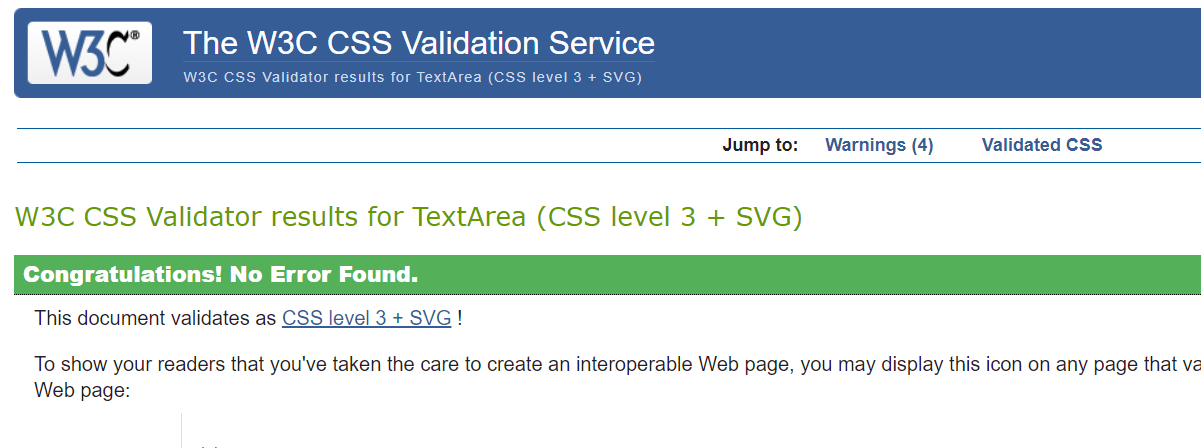 W3C®
The W3C CSS Validation Service
W3C CSS Validator results for TextArea (CSS level 3 + SVG)
Jump to: Warnings (4) Validated CSS
W3C CSS Validator results for TextArea (CSS level 3 + SVG)
Congratulations! No Error Found.
This document validates as CSS level 3 + SVG !
To show your readers that you've taken the care to create an interoperable Web page, you may display this icon on any page that va
Web page: